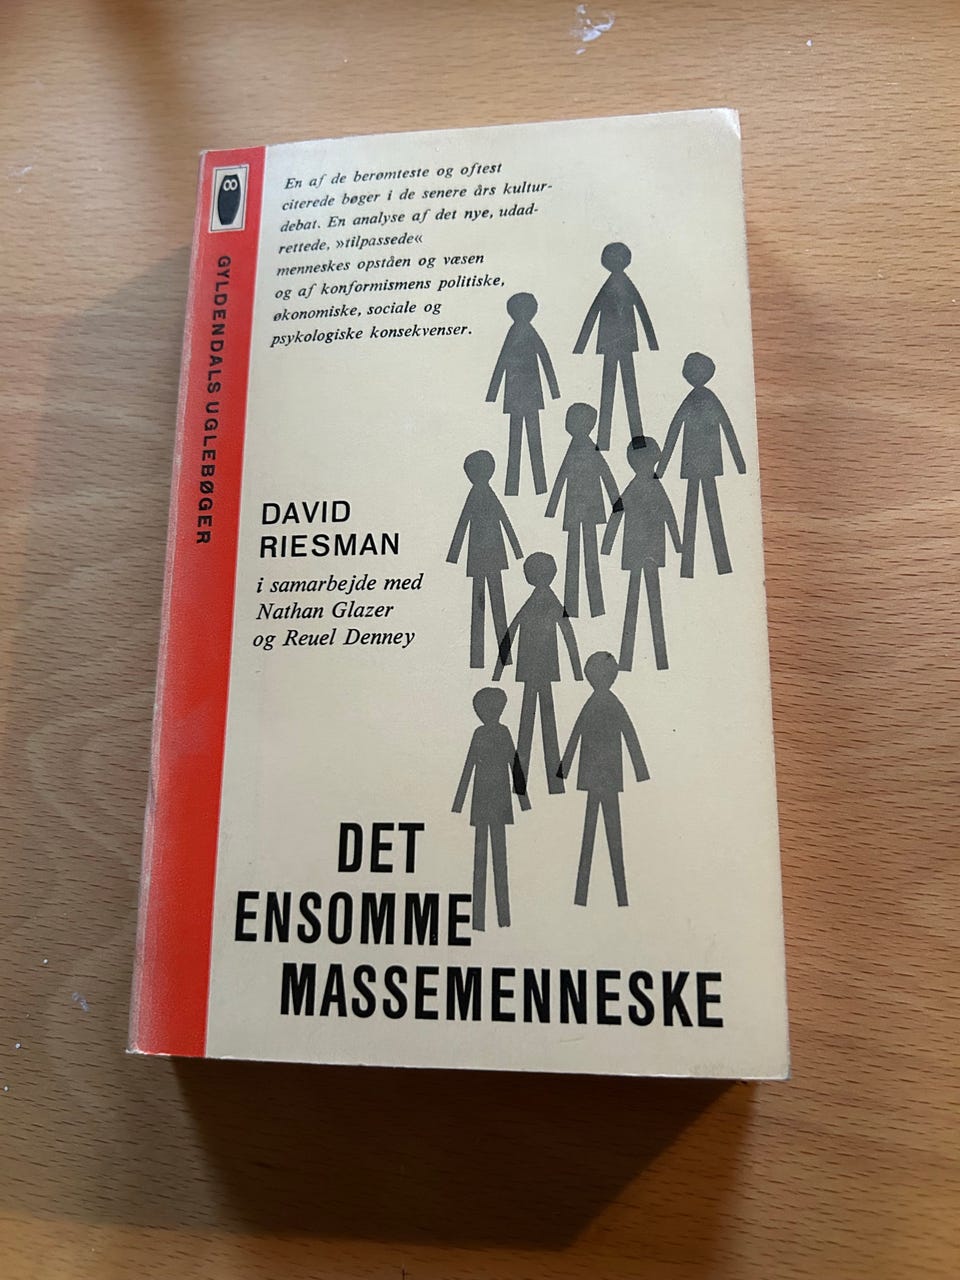 En af de berømteste og oftest
citerede bøger i de senere års kultur-
debat. En analyse af det nye, udad-
rettede, »tilpassede«
menneskes opståen og væsen
og af konformismens politiske,
økonomiske, sociale og
psykologiske konsekvenser.
GYLDENDALS UGLEBØGER
DAVID
RIESMAN
i samarbejde med
Nathan Glazer
og Reuel Denney
DET
ENSOMME
MASSEMENNESKE